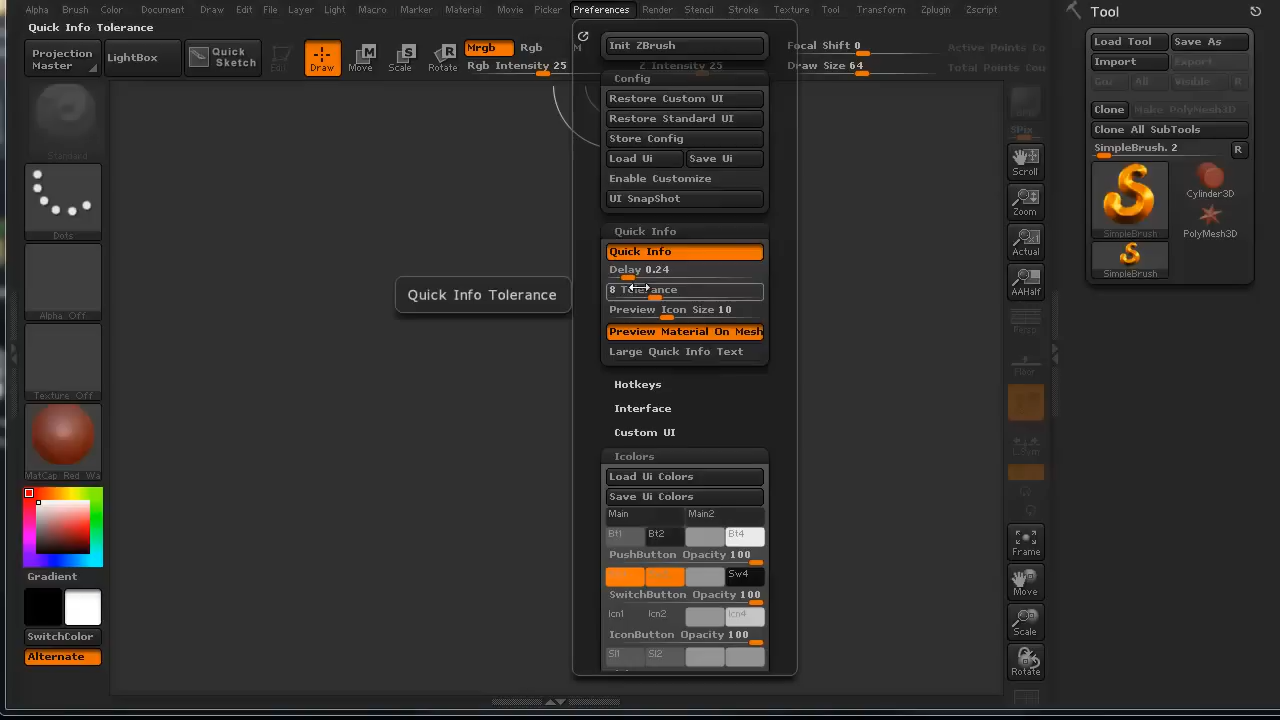 Alpha Brush Color Document Draw Edit File Layer Light Macro Marker Material Movie Picker Preferences Render Stencil Stroke Texture Tool Transform Zplugin Zscript
Quick Info Tolerance
Projection Master
LightBox
Quick Sketch
Edit
Draw
Move
Scale
Rotate
Mrgb
Rgb
M
Rgb Intensity 25
Z Intensity 25
Focal Shift 0
Draw Size 64
Active Points Co
Total Points Cou
Standard
Dots
Alpha Off
Texture Off
MatCap Red Wa
Gradient
SwitchColor
Alternate
Quick Info Tolerance
Init ZBrush
Config
Restore Custom UI
Restore Standard UI
Store Config
Load Ui
Save Ui
Enable Customize
UI SnapShot
Quick Info
Quick Info
Delay 0.24
8 Tolerance
Preview Icon Size 10
Preview Material On Mesh
Large Quick Info Text
Hotkeys
Interface
Custom UI
Icolors
Load Ui Colors
Save Ui Colors
Main
Main2
Bt1
Bt2
Bt4
PushButton Opacity 100
Sw4
SwitchButton Opacity 100
Icn1
Icn2
Icn4
IconButton Opacity 100
Sl1
Sl2
SPix
Scroll
Zoom
Actual
AAHalf
Persp
Floor
Frame
Move
Scale
Rotate
Tool
Load Tool
Save As
Import
Export
Visible
R
Clone
Make PolyMesh3D
Clone All SubTools
SimpleBrush. 2
R
SimpleBrush
Cylinder3D
PolyMesh3D
SimpleBrush